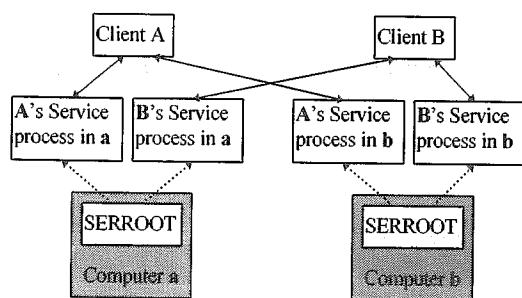 Client A
Client B
A's Service
process in a
B's Service
process in a
A's Service
process in b
B's Service
process in b
SERROOT
Computer a
SERROOT
Computer b